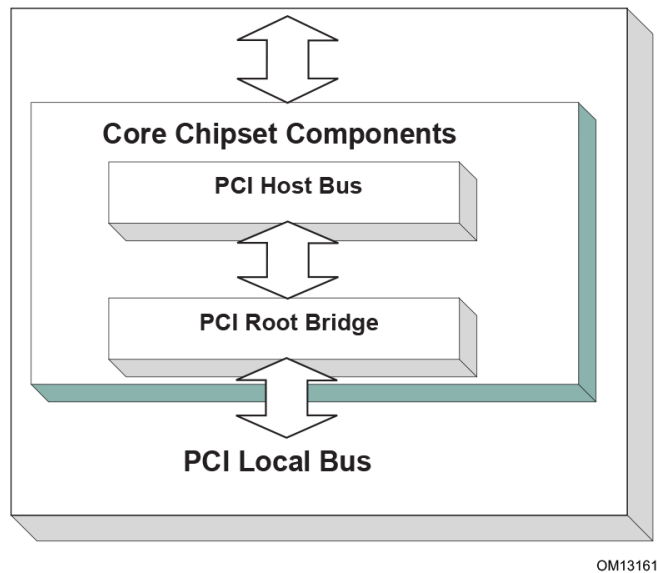 Core Chipset Components
PCI Host Bus
PCI Root Bridge
PCI Local Bus
OM13161